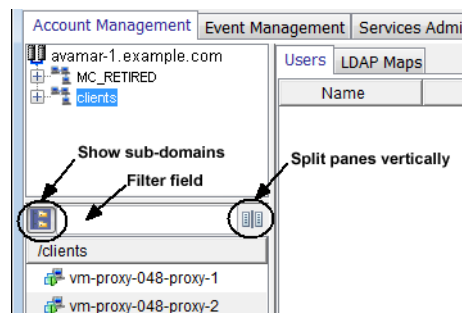 Account Management Event Management Services Admi
avamar-1.example.com
MC_RETIRED
clients
Users LDAP Maps
Name
Show sub-domains
Filter field
Split panes vertically
/clients
vm-proxy-048-proxy-1
vm-proxy-048-proxy-2